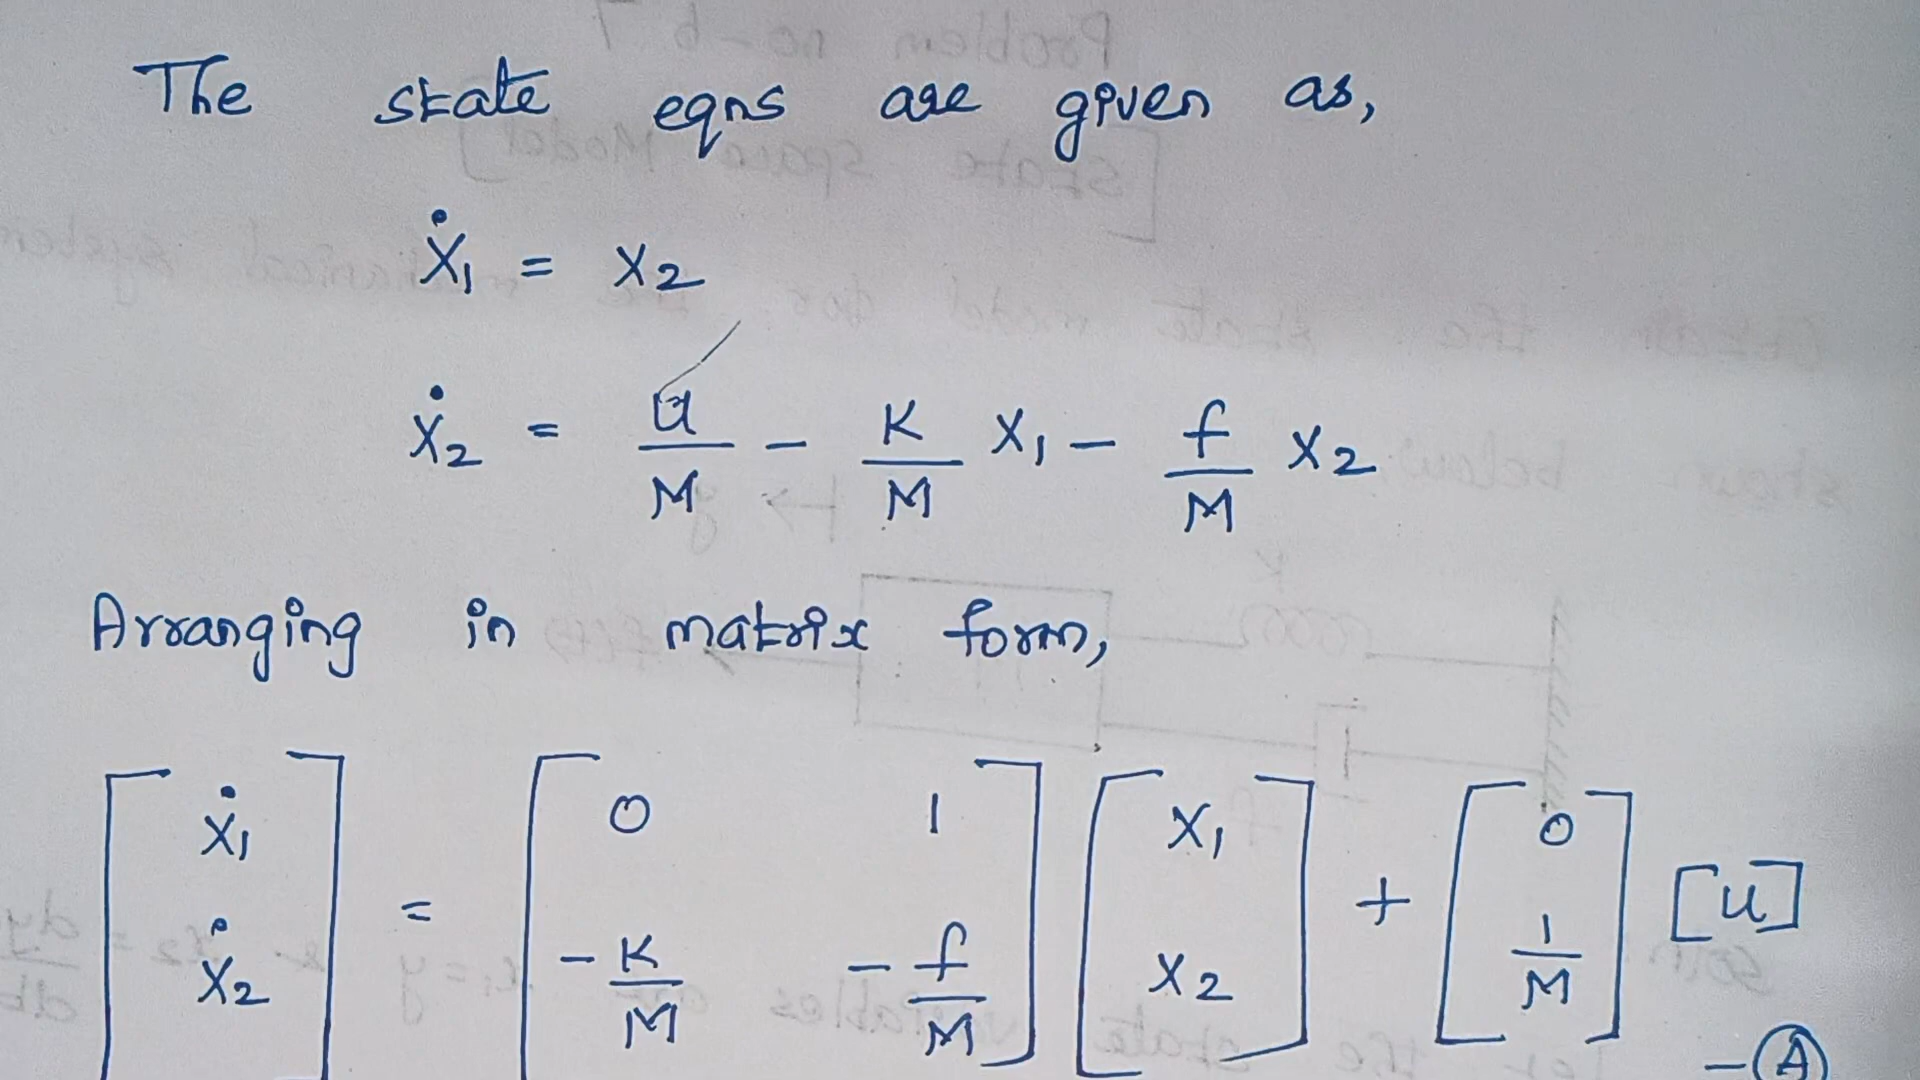 The state eqns are given as,
Ẋ₁ = X₂
Ẋ₂ = u/M - K/M X₁ - f/M X₂
Arranging in matrix form,
[Ẋ₁ Ẋ₂] = [0 1 -K/M -f/M] [X₁ X₂] + [0 1/M] [u]
- (A)